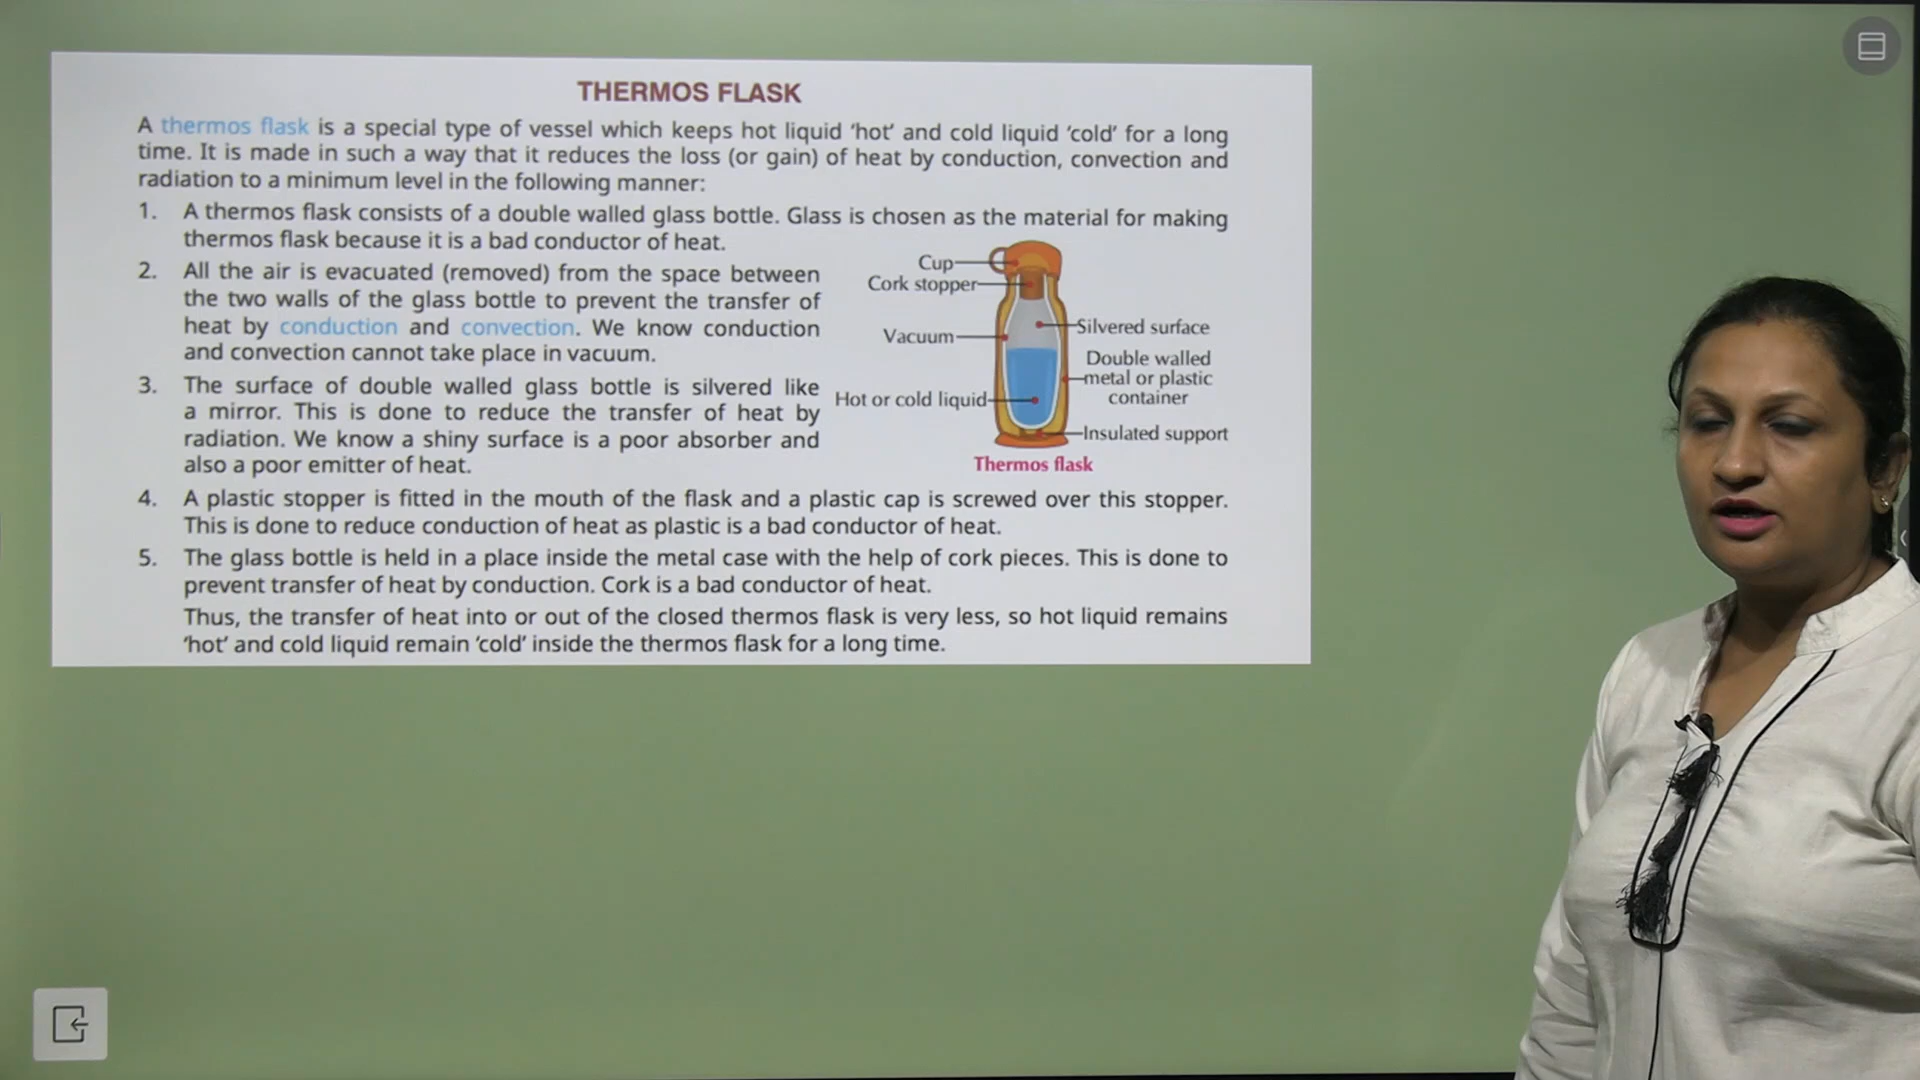 THERMOS FLASK
A thermos flask is a special type of vessel which keeps hot liquid ‘hot’ and cold liquid ‘cold’ for a long
time. It is made in such a way that it reduces the loss (or gain) of heat by conduction, convection and
radiation to a minimum level in the following manner:
1. A thermos flask consists of a double walled glass bottle. Glass is chosen as the material for making
thermos flask because it is a bad conductor of heat.
2. All the air is evacuated (removed) from the space between
the two walls of the glass bottle to prevent the transfer of
heat by conduction and convection. We know conduction
and convection cannot take place in vacuum.
3. The surface of double walled glass bottle is silvered like
a mirror. This is done to reduce the transfer of heat by
radiation. We know a shiny surface is a poor absorber and
also a poor emitter of heat.
Cup
Cork stopper
Vacuum
Hot or cold liquid
Silvered surface
Double walled
metal or plastic
container
Insulated support
Thermos flask
4. A plastic stopper is fitted in the mouth of the flask and a plastic cap is screwed over this stopper.
This is done to reduce conduction of heat as plastic is a bad conductor of heat.
5. The glass bottle is held in a place inside the metal case with the help of cork pieces. This is done to
prevent transfer of heat by conduction. Cork is a bad conductor of heat.
Thus, the transfer of heat into or out of the closed thermos flask is very less, so hot liquid remains
‘hot’ and cold liquid remain ‘cold’ inside the thermos flask for a long time.